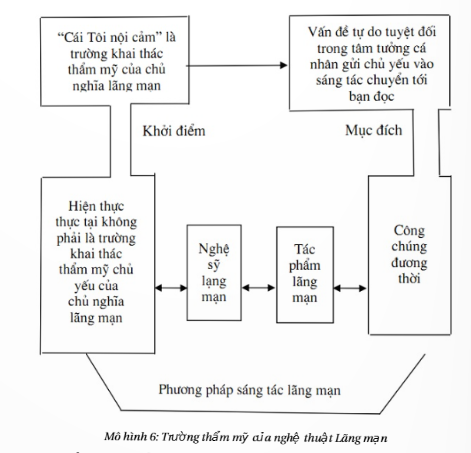 “Cái Tôi nội cảm” là
trường khai thác
thẩm mỹ của chủ
nghĩa lãng mạn
Vấn đề tự do tuyệt đối
trong tâm tưởng cá
nhân gửi chủ yếu vào
sáng tác chuyển tới
bạn đọc
Khởi điểm
Mục đích
Hiện thực
thực tại không
phải là trường
khai thác
thẩm mỹ chủ
yếu của
chủ nghĩa
lãng mạn
Nghệ
sỹ
lạng
mạn
Tác
phẩm
lãng
mạn
Công
chúng
đương
thời
Phương pháp sáng tác lãng mạn
Mô hình 6: Trường thẩm mỹ của nghệ thuật Lãng mạn